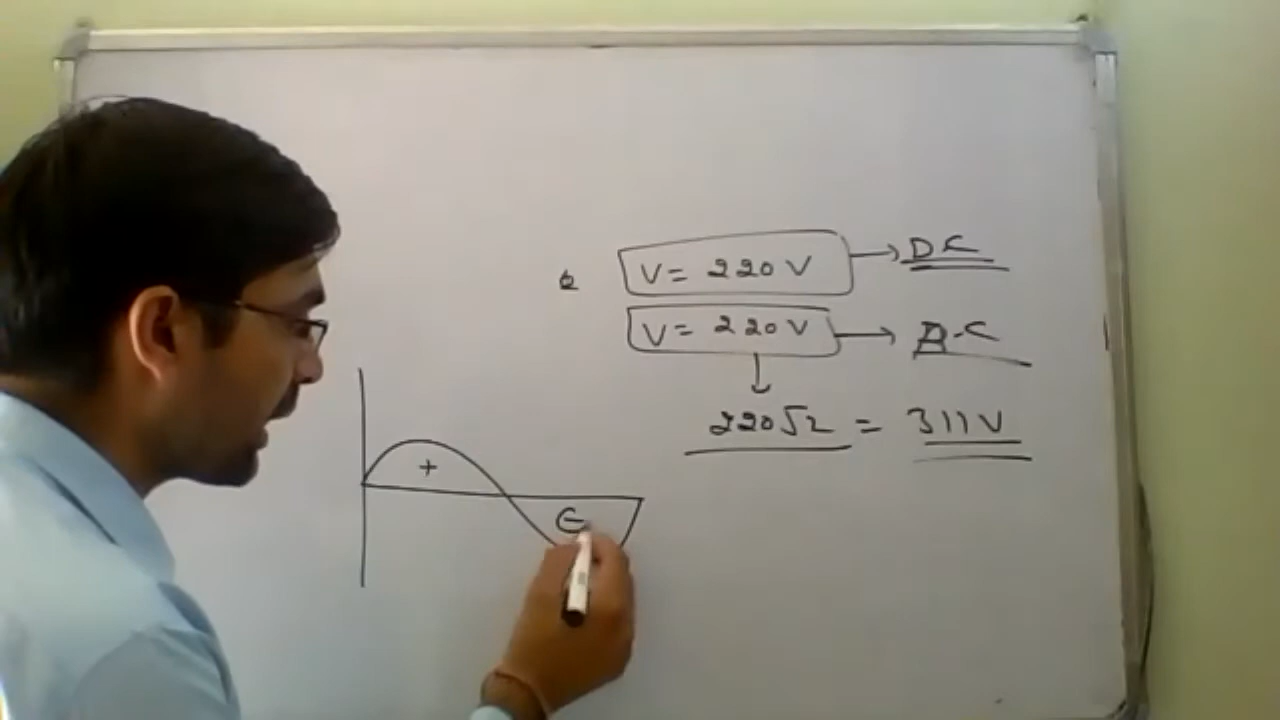 V = 220 V → DC
V = 220 V → AC
220√2 = 311 V
+
-